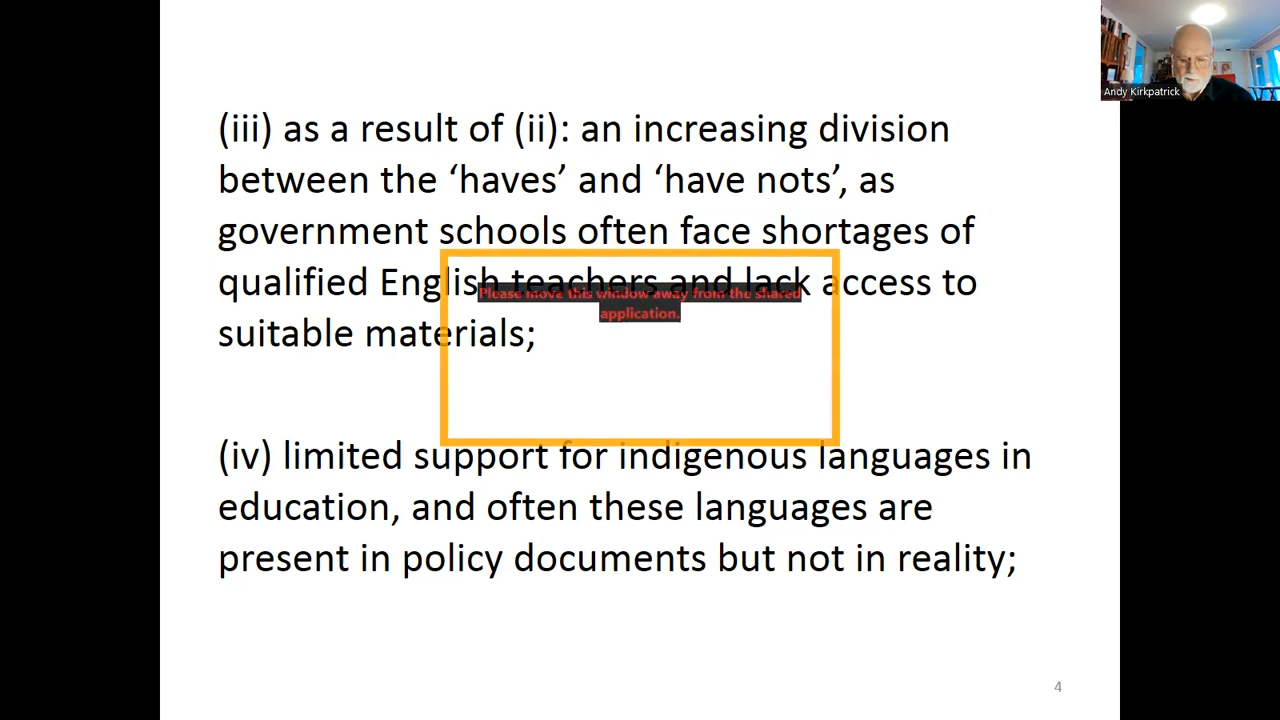 Andy Kirkpatrick
(iii) as a result of (ii): an increasing division
between the ‘haves’ and ‘have nots’, as
government schools often face shortages of
qualified English teachers and lack access to
Please move this window away from the shared
application.
suitable materials;
(iv) limited support for indigenous languages in
education, and often these languages are
present in policy documents but not in reality;
4